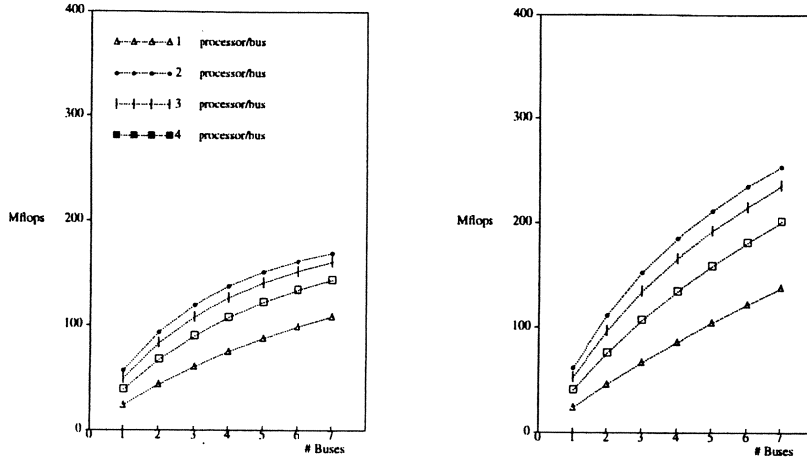 400
300
200
100
0
Mflops
1 processor/bus
2 processor/bus
3 processor/bus
4 processor/bus
0 1 2 3 4 5 6 7
# Buses
400
300
200
100
0
Mflops
0 1 2 3 4 5 6 7
# Buses